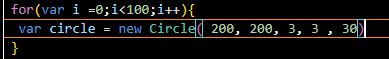 for(var i =0;i<100;i++){
var circle = new Circle( 200, 200, 3, 3 , 30)
}